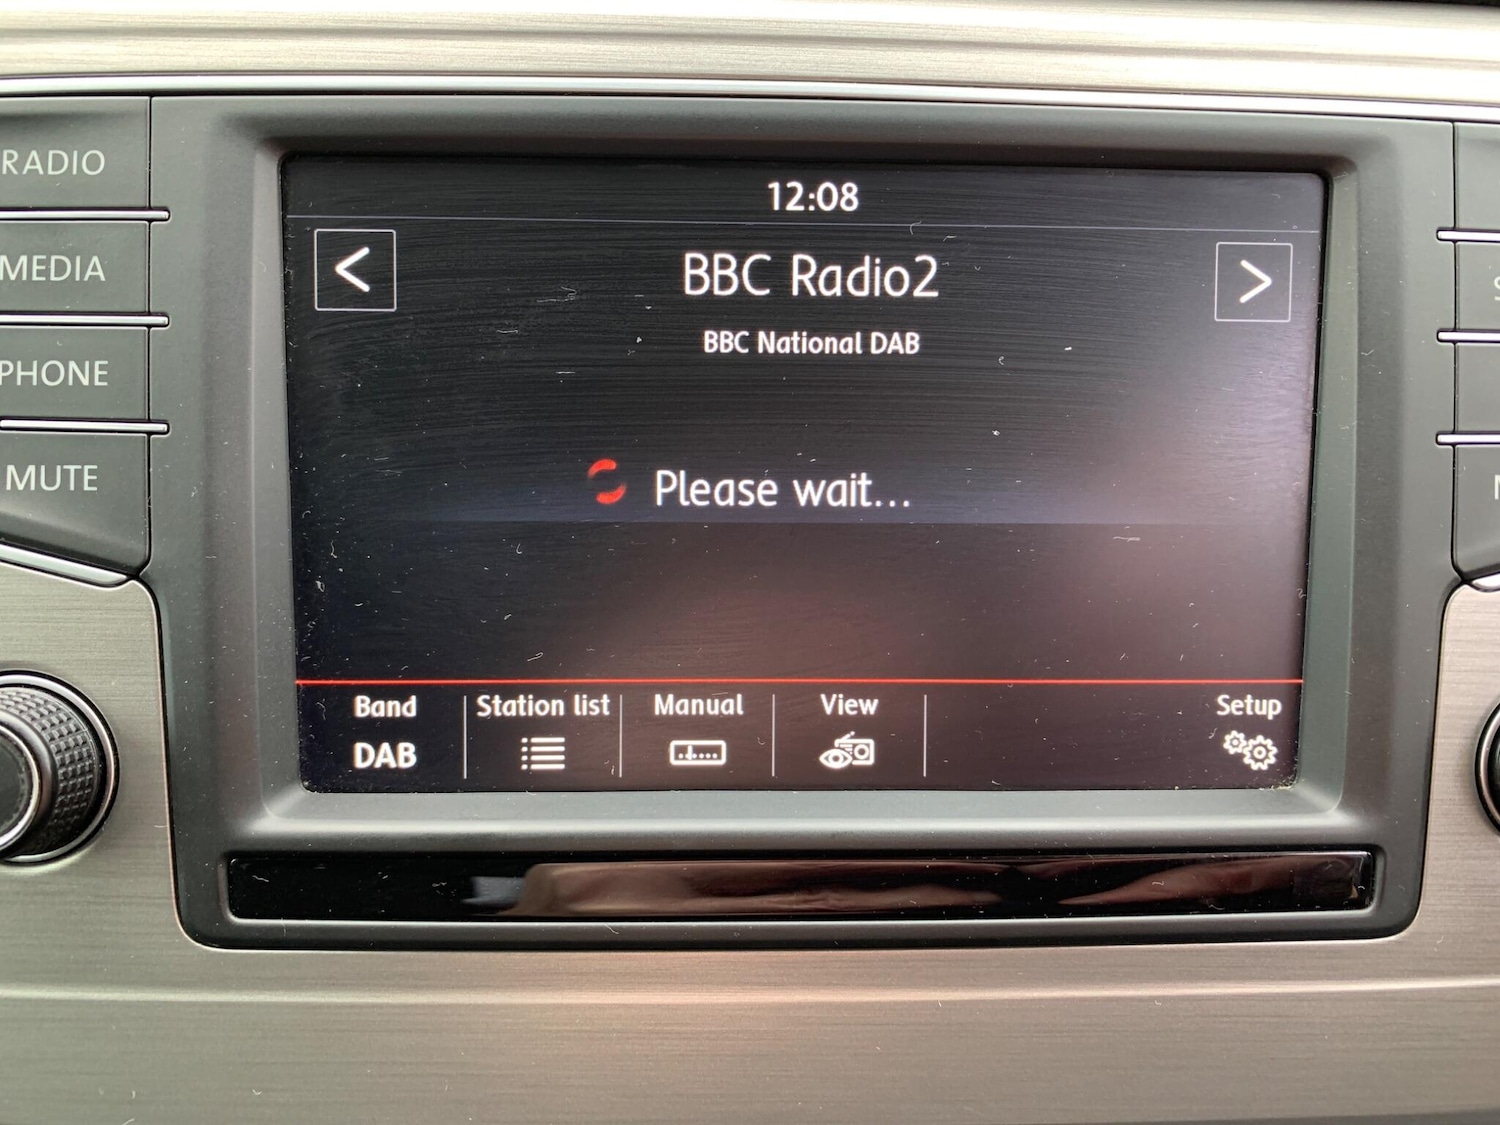 RADIO
MEDIA
PHONE
MUTE
12:08
<
BBC Radio2
>
BBC National DAB
Please wait...
Band
DAB
Station list
Manual
View
Setup